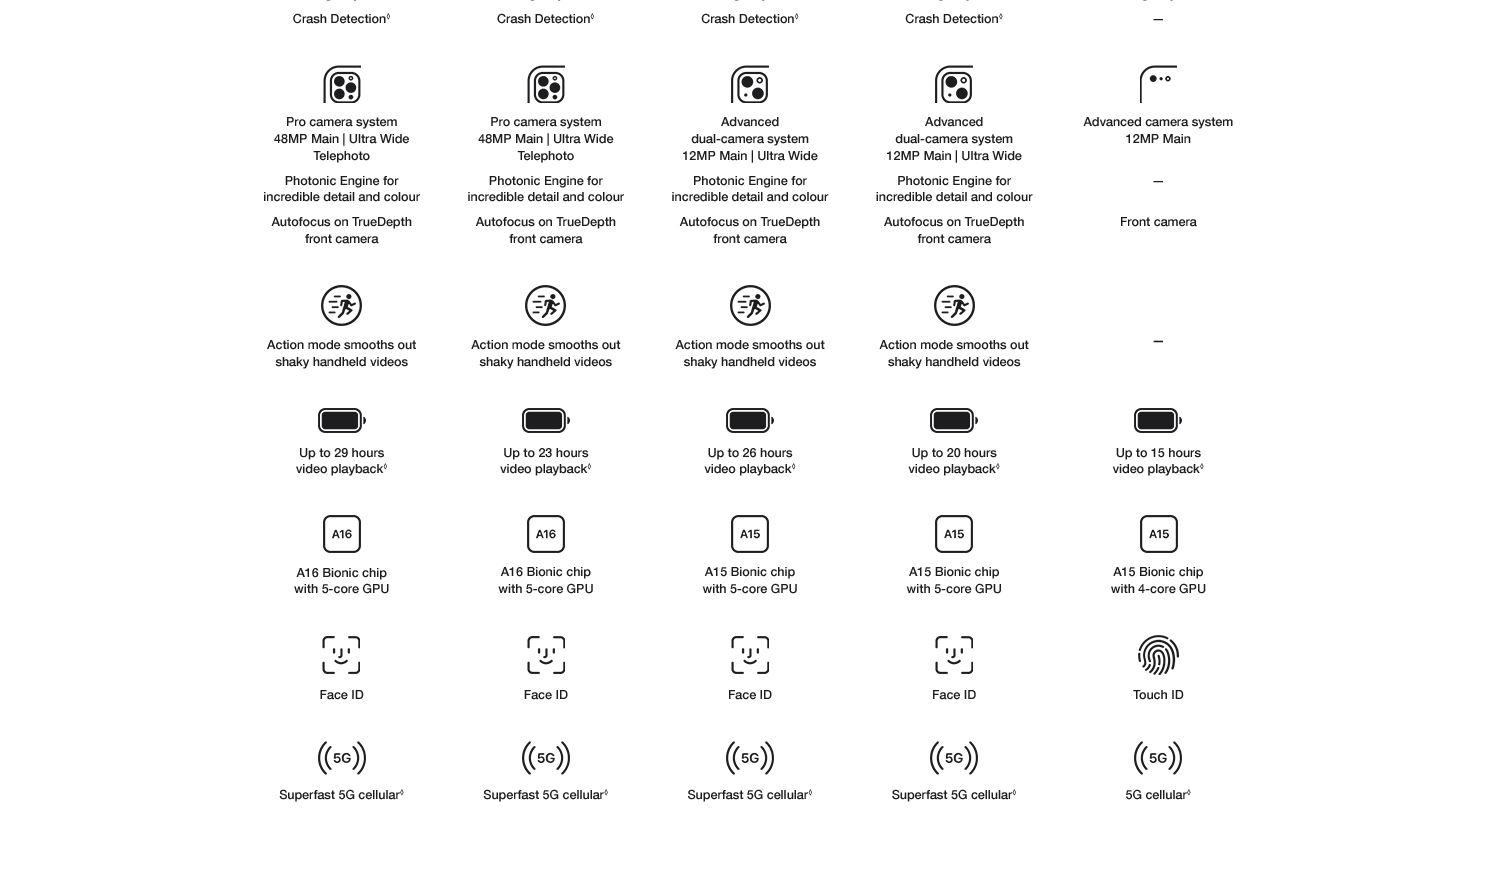 Crash Detection◊ Crash Detection◊ Crash Detection◊ Crash Detection◊ –
Pro camera system Pro camera system Advanced Advanced Advanced camera system
48MP Main | Ultra Wide 48MP Main | Ultra Wide dual-camera system dual-camera system 12MP Main
Telephoto Telephoto 12MP Main | Ultra Wide 12MP Main | Ultra Wide
Photonic Engine for Photonic Engine for Photonic Engine for Photonic Engine for –
incredible detail and colour incredible detail and colour incredible detail and colour incredible detail and colour
Autofocus on TrueDepth Autofocus on TrueDepth Autofocus on TrueDepth Autofocus on TrueDepth Front camera
front camera front camera front camera front camera
Action mode smooths out Action mode smooths out Action mode smooths out Action mode smooths out –
shaky handheld videos shaky handheld videos shaky handheld videos shaky handheld videos
Up to 29 hours Up to 23 hours Up to 26 hours Up to 20 hours Up to 15 hours
video playback◊ video playback◊ video playback◊ video playback◊ video playback◊
A16 A16 A15 A15 A15
A16 Bionic chip A16 Bionic chip A15 Bionic chip A15 Bionic chip A15 Bionic chip
with 5-core GPU with 5-core GPU with 5-core GPU with 5-core GPU with 4-core GPU
Face ID Face ID Face ID Face ID Touch ID
5G 5G 5G 5G 5G
Superfast 5G cellular◊ Superfast 5G cellular◊ Superfast 5G cellular◊ Superfast 5G cellular◊ 5G cellular◊